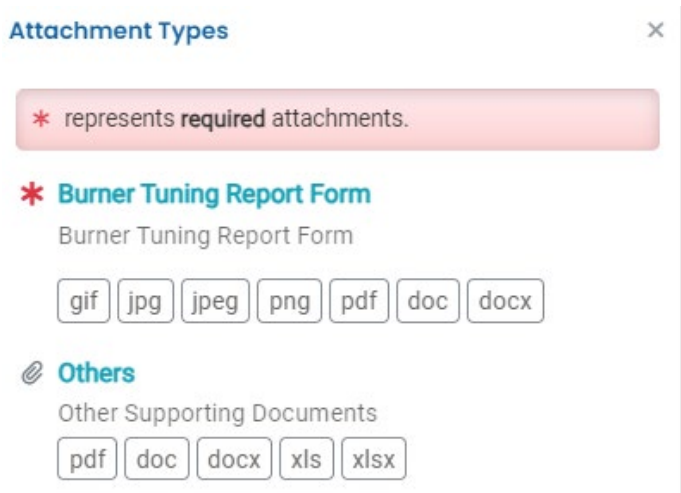 Attachment Types ×
* represents required attachments.
* Burner Tuning Report Form
Burner Tuning Report Form
gif jpg jpeg png pdf doc docx
Others
Other Supporting Documents
pdf doc docx xls xlsx